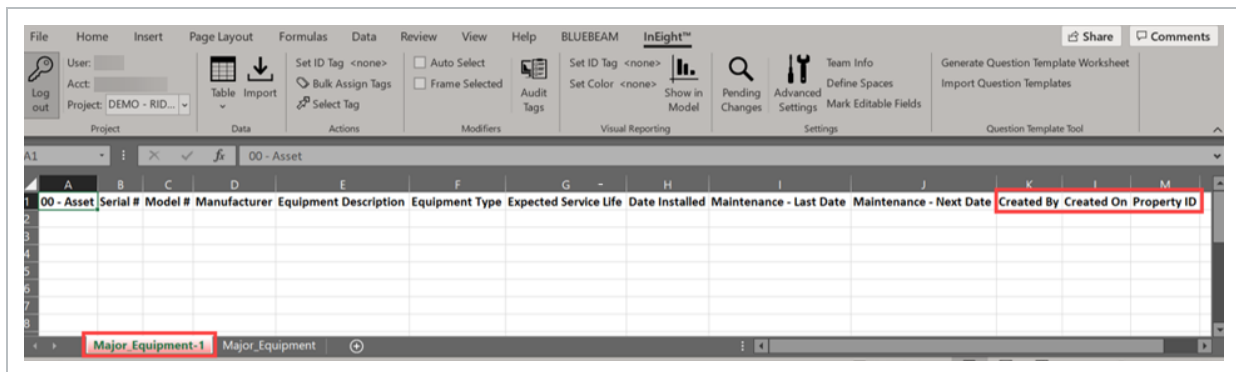 File Home Insert Page Layout Formulas Data Review View Help BLUEBEAM InEight™ Share Comments
User:
Acct:
Project: DEMO - RID...
Log out
Project
Table Import
Data
Set ID Tag <none>
Bulk Assign Tags
Select Tag
Actions
Auto Select
Frame Selected
Modifiers
Audit Tags
Set ID Tag <none>
Set Color <none>
Show in Model
Visual Reporting
Pending Changes
Advanced Settings
Team Info
Define Spaces
Mark Editable Fields
Settings
Generate Question Template Worksheet
Import Question Templates
Question Template Tool
A1 fx 00 - Asset
A B C D E F G H I J K L M
1 00 - Asset Serial # Model # Manufacturer Equipment Description Equipment Type Expected Service Life Date Installed Maintenance - Last Date Maintenance - Next Date Created By Created On Property ID
2
3
4
5
6
7
8
Major_Equipment-1 Major_Equipment